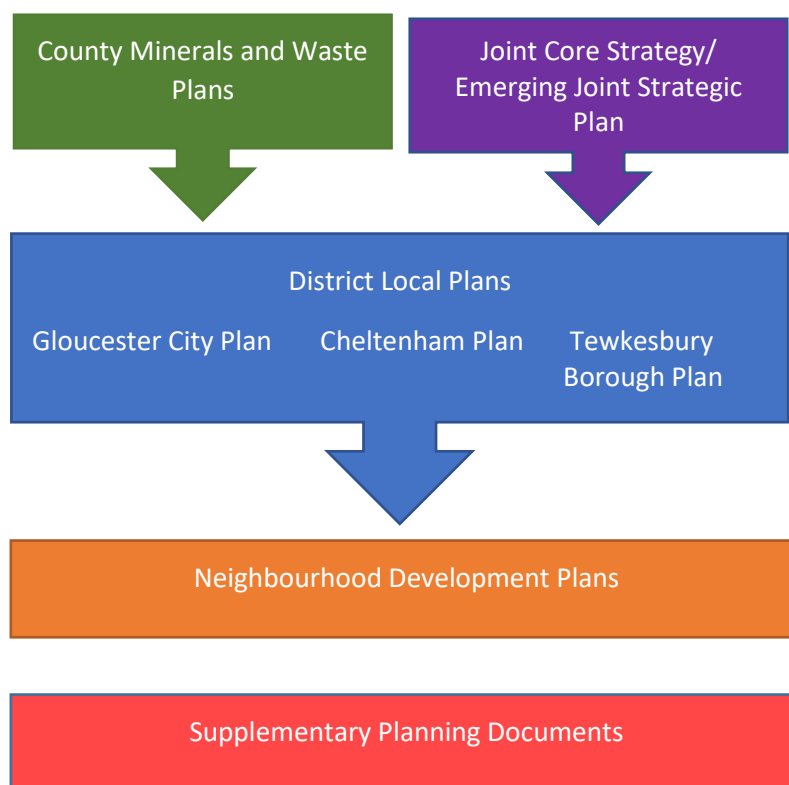 County Minerals and Waste
Plans
Joint Core Strategy/
Emerging Joint Strategic
Plan
District Local Plans
Gloucester City Plan
Cheltenham Plan
Tewkesbury
Borough Plan
Neighbourhood Development Plans
Supplementary Planning Documents